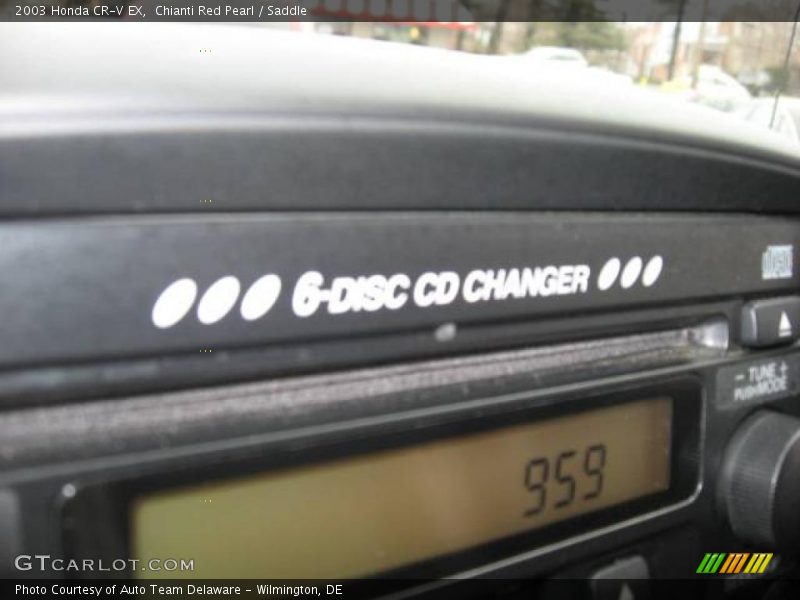 2003 Honda CR-V EX, Chianti Red Pearl / Saddle
6-DISC CD CHANGER
- TUNE +
PUSH MODE
959
GTCARLOT.COM
Photo Courtesy of Auto Team Delaware - Wilmington, DE